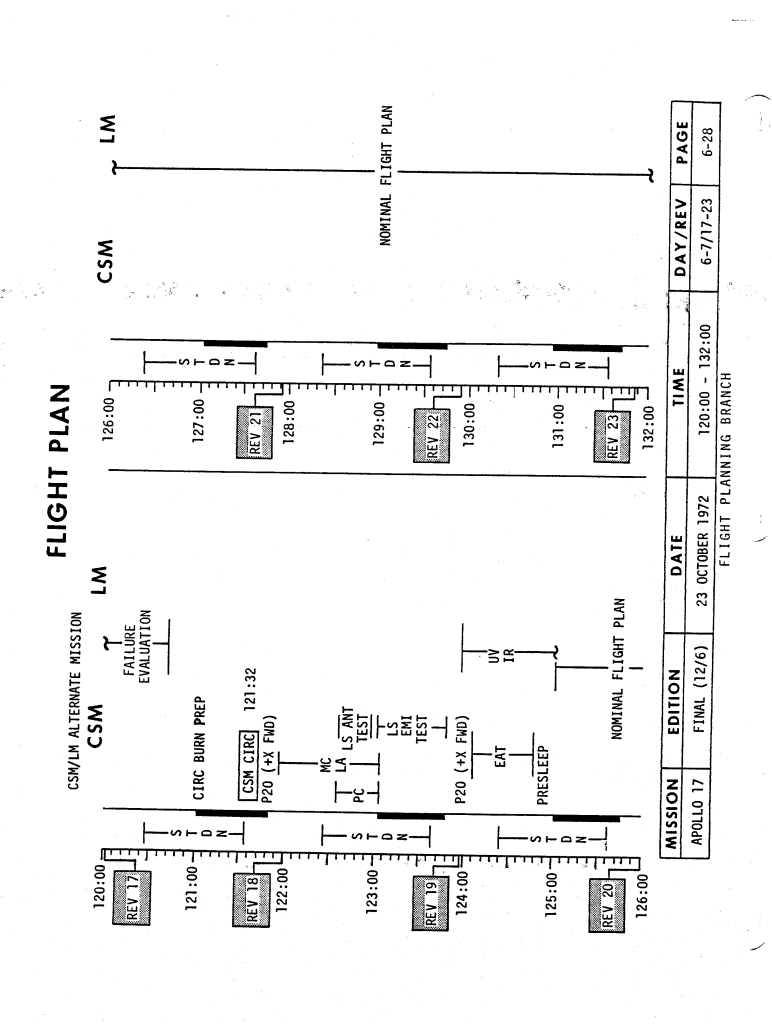 FLIGHT PLAN
CSM/LM ALTERNATE MISSION
CSM
LM
120:00
REV 17
121:00
REV 18
122:00
123:00
REV 19
124:00
125:00
REV 20
126:00
STDN
STDN
STDN
FAILURE
EVALUATION
CIRC BURN PREP
CSM CIRC 121:32
P20 (+X FWD)
MC
LA
PC
LS ANT
TEST
LS
EMI
TEST
P20 (+X FWD)
EAT
PRESLEEP
UV
IR
NOMINAL FLIGHT PLAN
CSM
LM
126:00
127:00
REV 21
128:00
129:00
REV 22
130:00
131:00
REV 23
132:00
STDN
STDN
STDN
NOMINAL FLIGHT PLAN
MISSION EDITION DATE TIME DAY/REV PAGE
APOLLO 17 FINAL (12/6) 23 OCTOBER 1972 120:00 - 132:00 6-7/17-23 6-28
FLIGHT PLANNING BRANCH